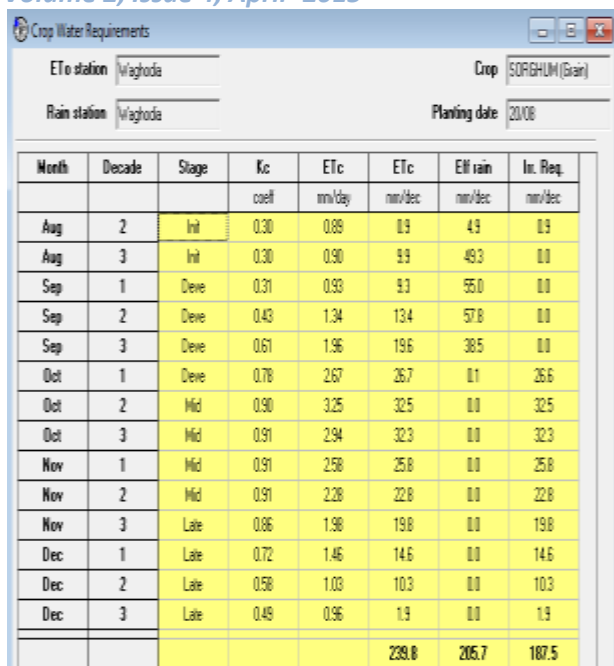 Volume 2, Issue 4, April- 2015
Crop Water Requirements
ETo station Waghodia Crop SORGHUM (Grain)
Rain station Waghodia Planting date 20/08
Month Decade Stage Kc ETc ETc Eff rain Irr. Req.
coeff mm/day mm/dec mm/dec mm/dec
Aug 2 Init 0.30 0.89 0.9 4.9 0.9
Aug 3 Init 0.30 0.90 9.9 49.3 0.0
Sep 1 Deve 0.31 0.93 9.3 55.0 0.0
Sep 2 Deve 0.43 1.34 13.4 57.8 0.0
Sep 3 Deve 0.61 1.96 19.6 38.5 0.0
Oct 1 Deve 0.78 2.67 26.7 0.1 26.6
Oct 2 Mid 0.90 3.25 32.5 0.0 32.5
Oct 3 Mid 0.91 2.94 32.3 0.0 32.3
Nov 1 Mid 0.91 2.58 25.8 0.0 25.8
Nov 2 Mid 0.91 2.28 22.8 0.0 22.8
Nov 3 Late 0.86 1.98 19.8 0.0 19.8
Dec 1 Late 0.72 1.46 14.6 0.0 14.6
Dec 2 Late 0.58 1.03 10.3 0.0 10.3
Dec 3 Late 0.49 0.96 1.9 0.0 1.9
239.8 205.7 187.5